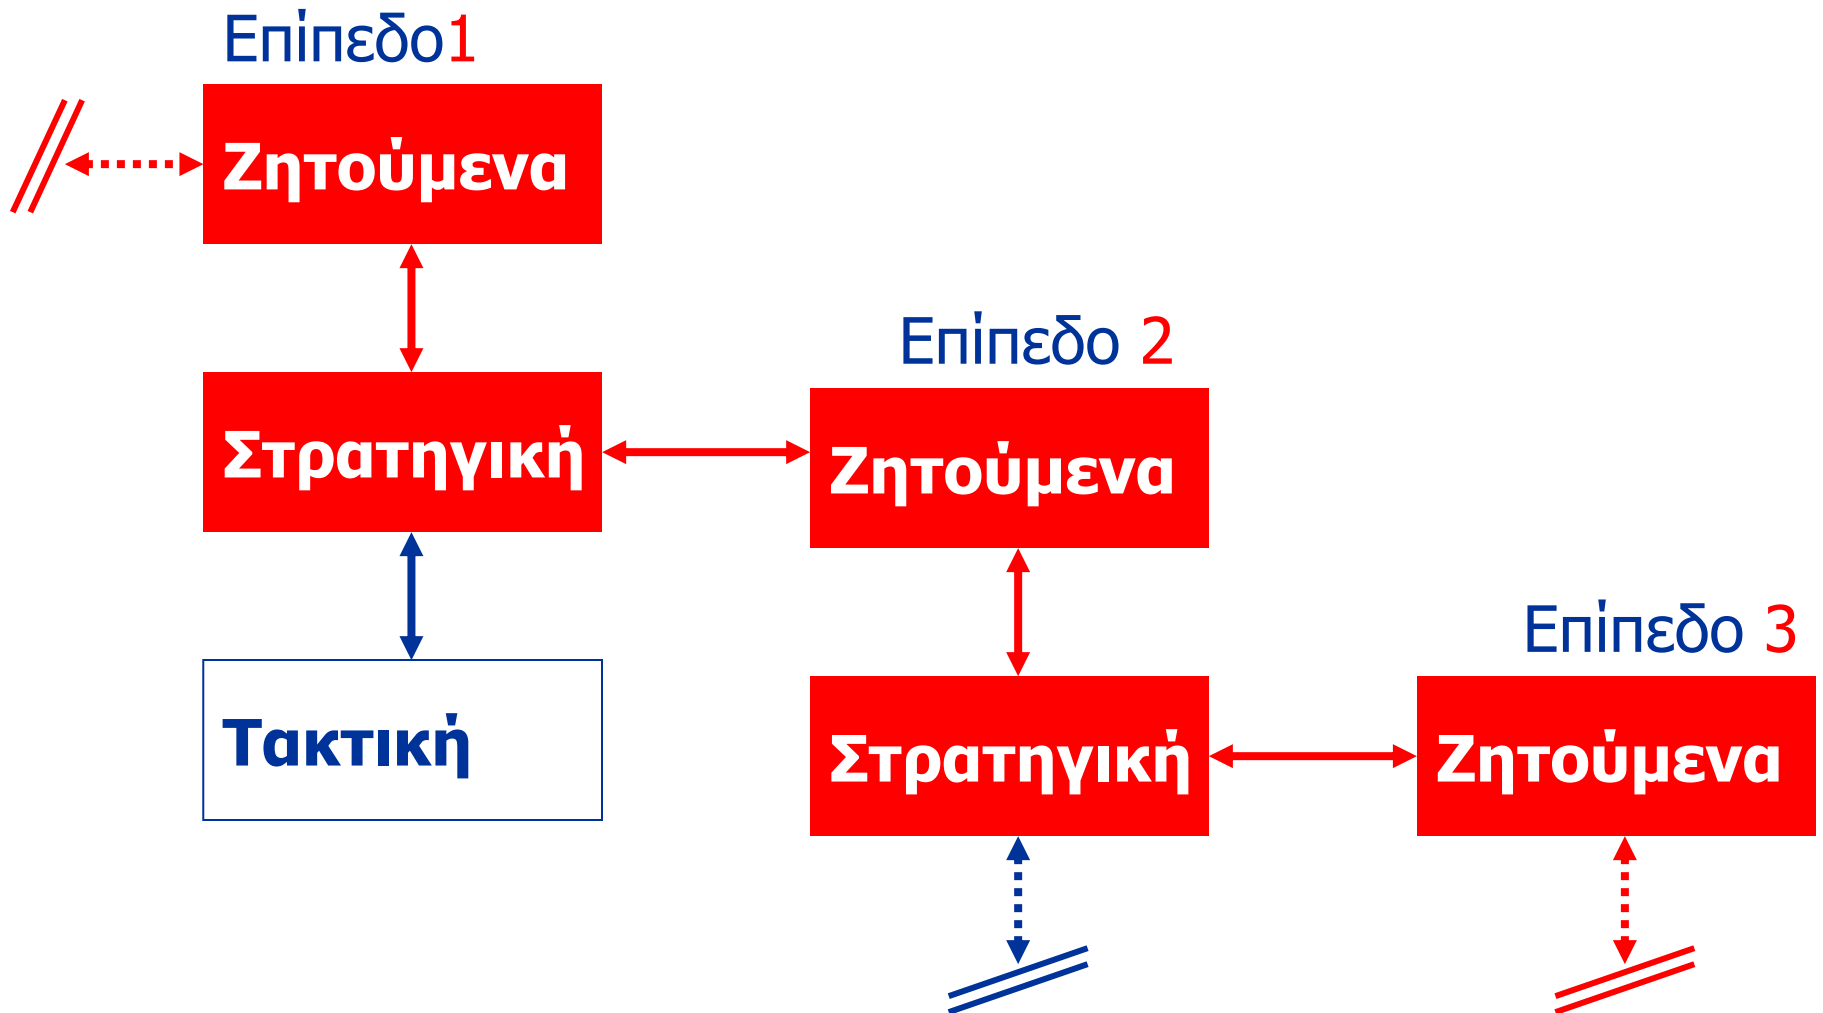 Επίπεδο1
Ζητούμενα
Στρατηγική
Τακτική
Επίπεδο 2
Ζητούμενα
Στρατηγική
Επίπεδο 3
Ζητούμενα